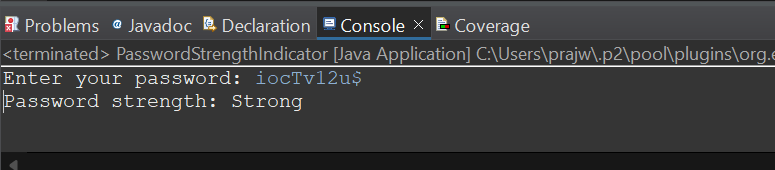 Problems @ Javadoc Declaration Console × Coverage
<terminated> PasswordStrengthIndicator [Java Application] C:\Users\prajw\.p2\pool\plugins\org.e
Enter your password: iocTv12u$
Password strength: Strong